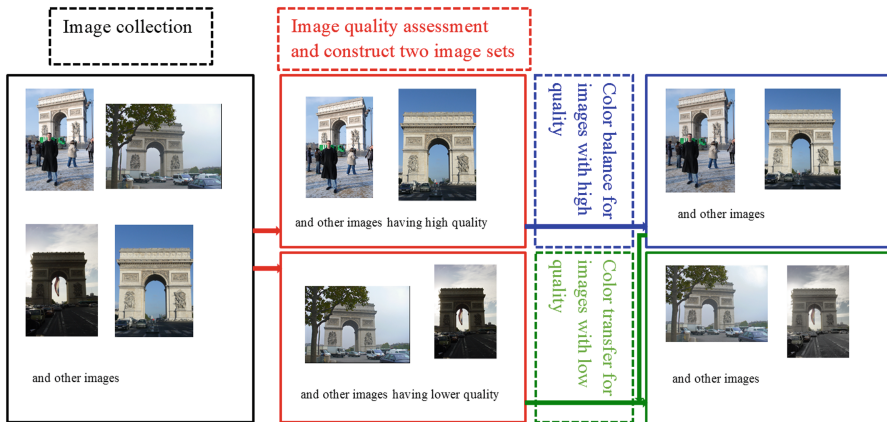 Image collection
Image quality assessment
and construct two image sets
and other images
and other images having high quality
and other images having lower quality
Color balance for
images with high
quality
Color transfer for
images with low
quality
and other images
and other images